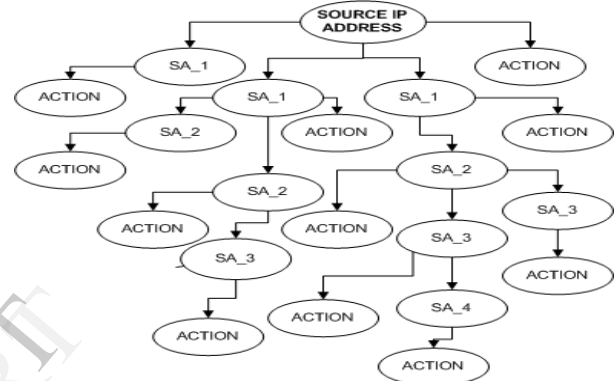 SOURCE IP
ADDRESS
SA_1
ACTION
ACTION
SA_1
SA_1
SA_2
ACTION
ACTION
ACTION
SA_2
SA_2
ACTION
ACTION
SA_3
SA_3
SA_3
ACTION
ACTION
SA_4
ACTION
ACTION